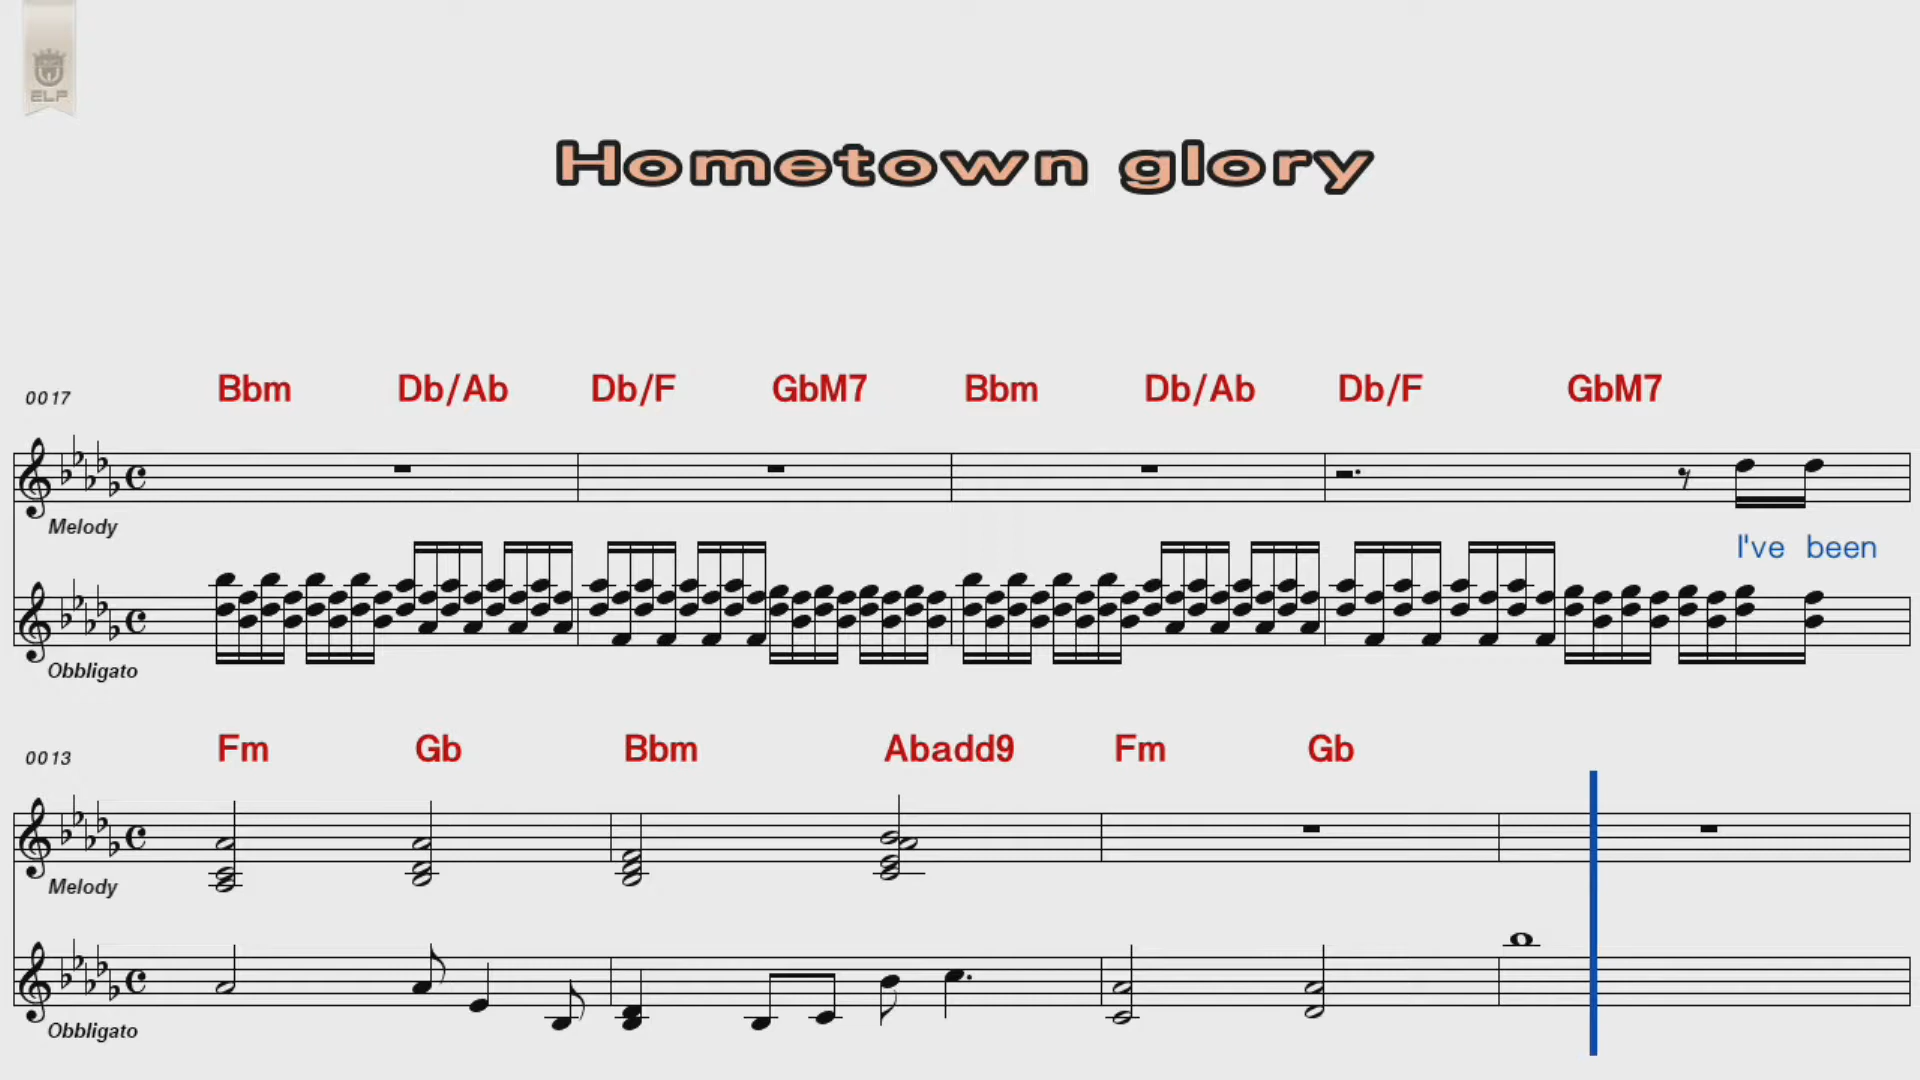 ELF
Hometown glory
0017 Bbm Db/Ab Db/F GbM7 Bbm Db/Ab Db/F GbM7
Melody
I've been
Obbligato
0013 Fm Gb Bbm Abadd9 Fm Gb
Melody
Obbligato